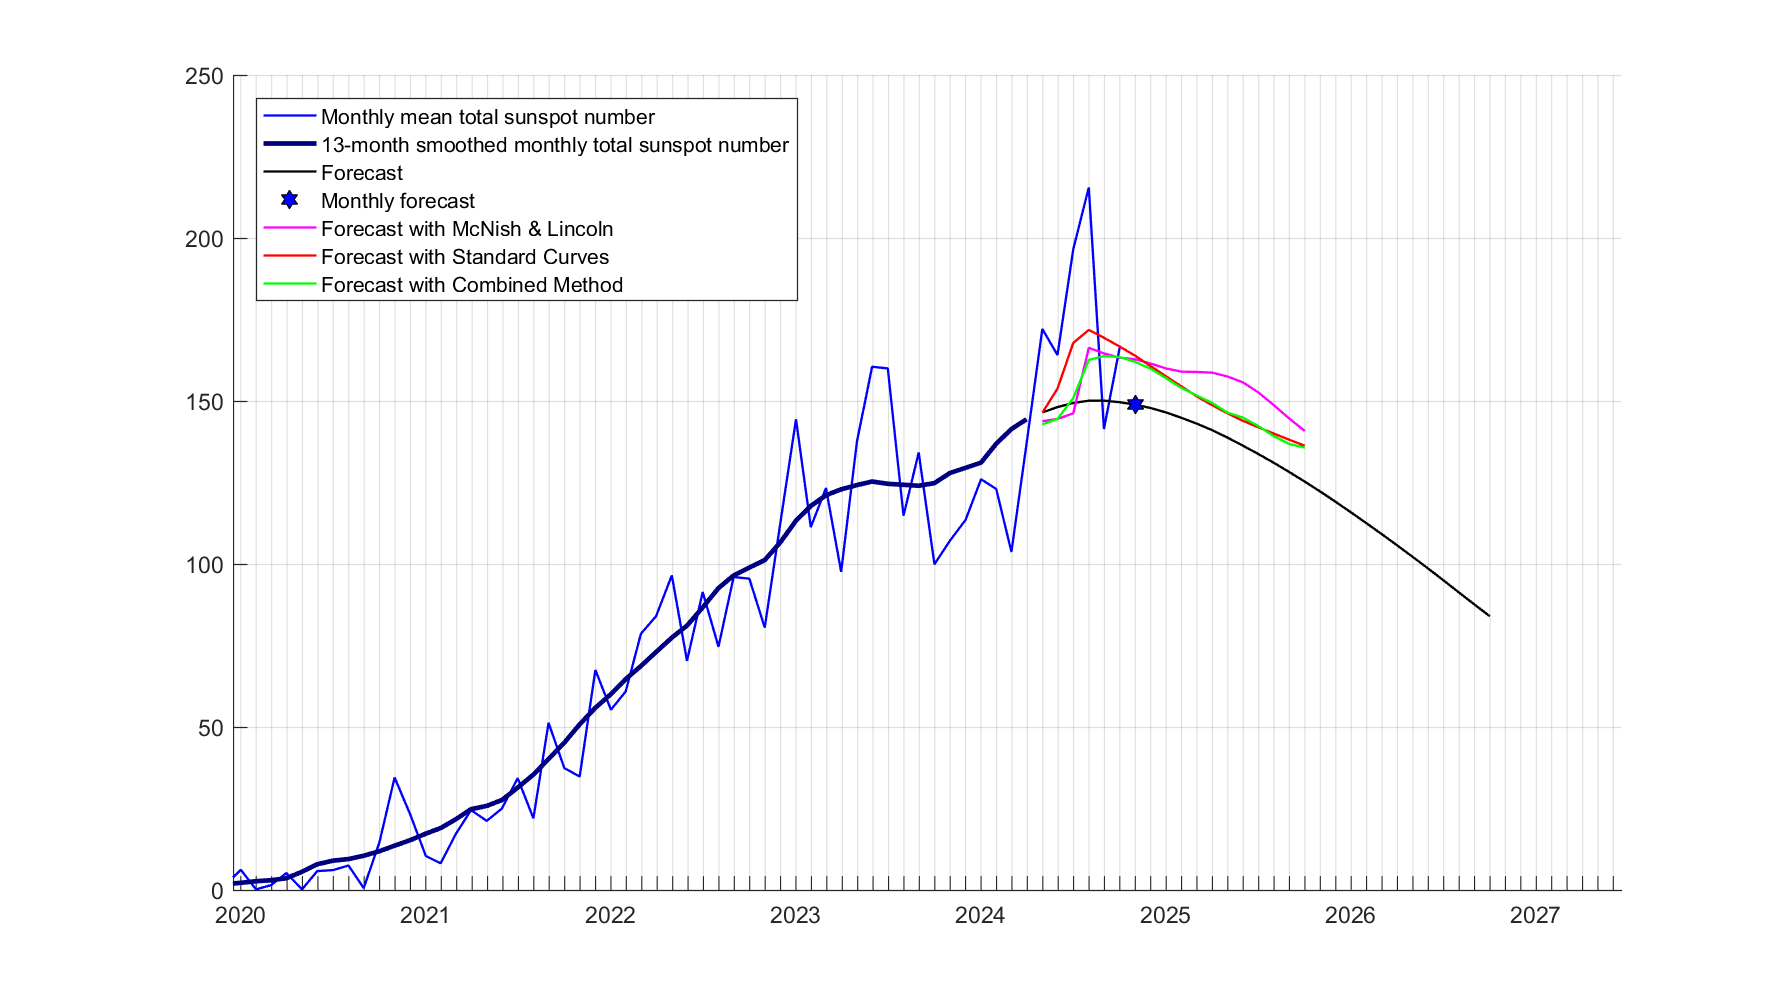 250
200
150
100
50
0
Monthly mean total sunspot number
13-month smoothed monthly total sunspot number
Forecast
Monthly forecast
Forecast with McNish & Lincoln
Forecast with Standard Curves
Forecast with Combined Method
2020 2021 2022 2023 2024 2025 2026 2027